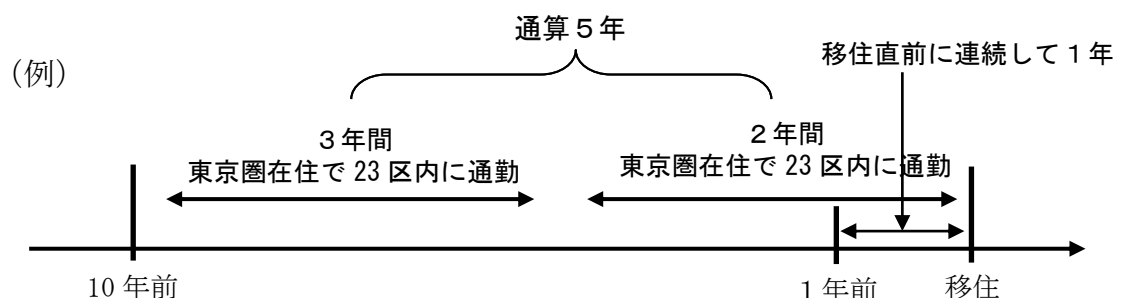 通算５年
（例）
移住直前に連続して１年
３年間
東京圏在住で 23 区内に通勤
２年間
東京圏在住で 23 区内に通勤
10 年前
１年前
移住